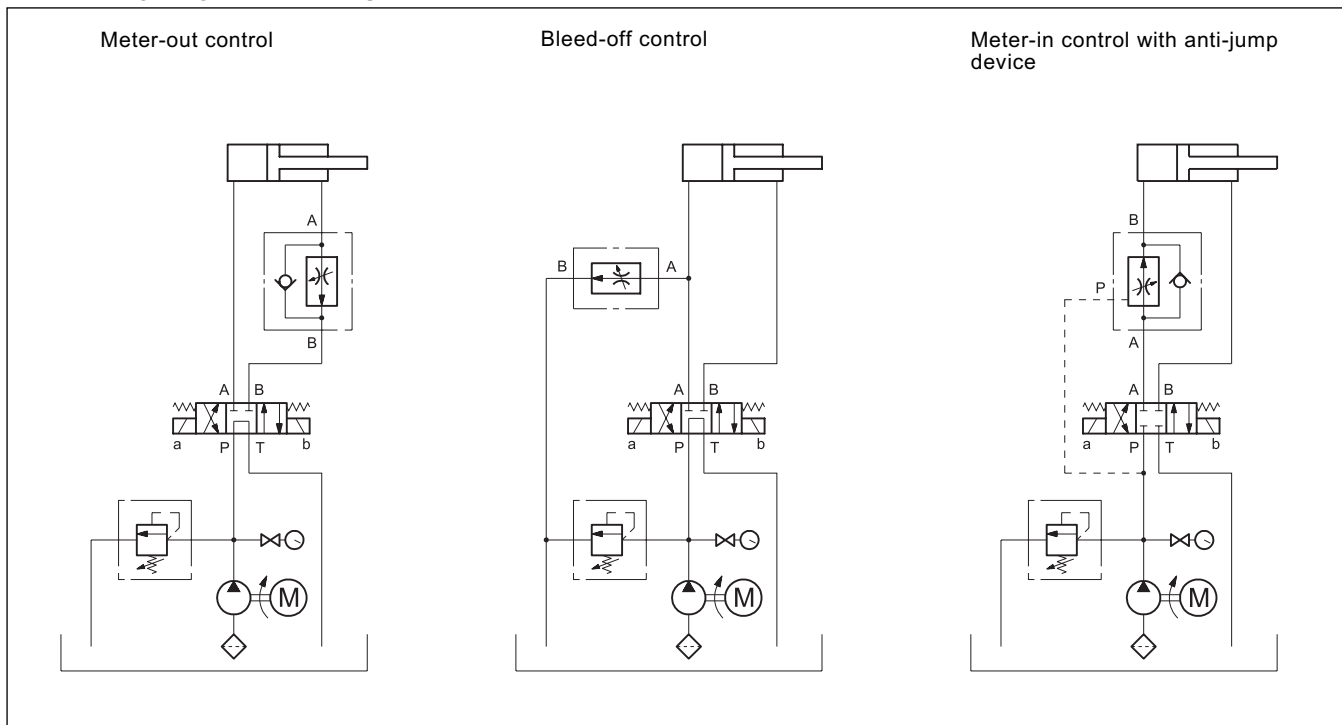 Meter-out control
A
B
A B
a P T b
M
Bleed-off control
B A
A B
a P T b
M
Meter-in control with anti-jump
device
B
P
A
A B
a P T b
M